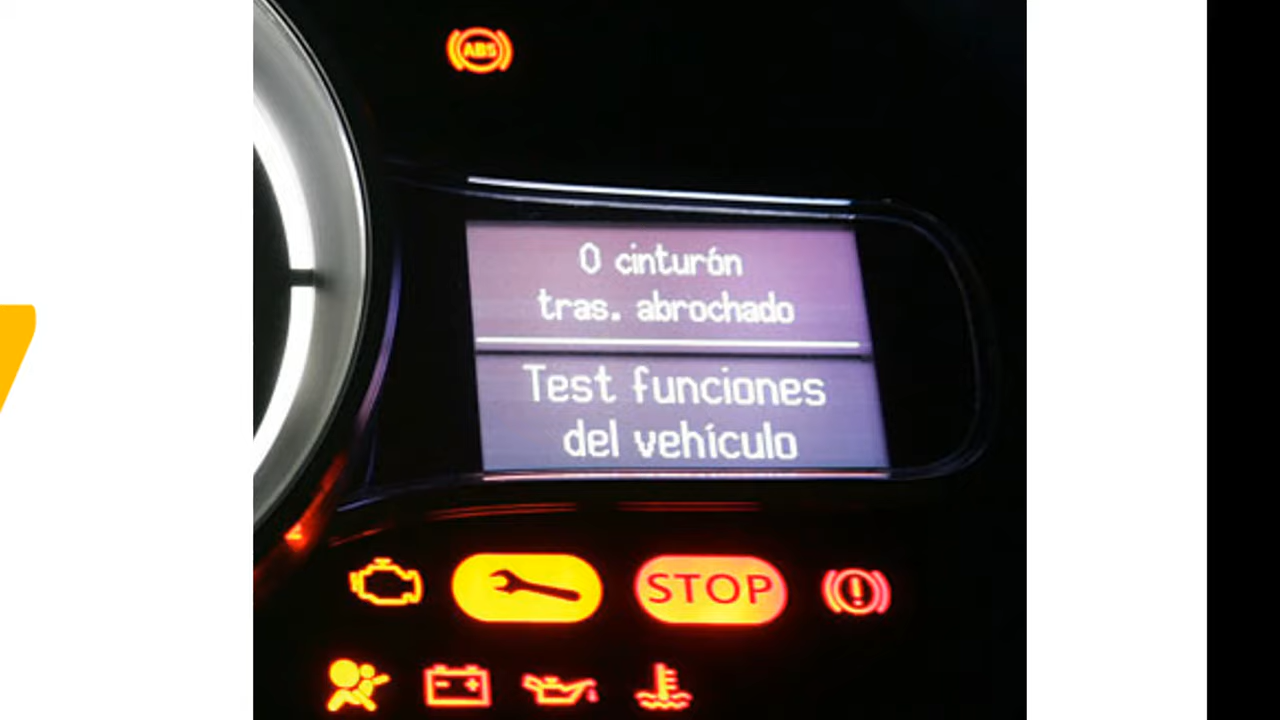 ABS
0 cinturón
tras. abrochado
Test funciones
del vehículo
STOP